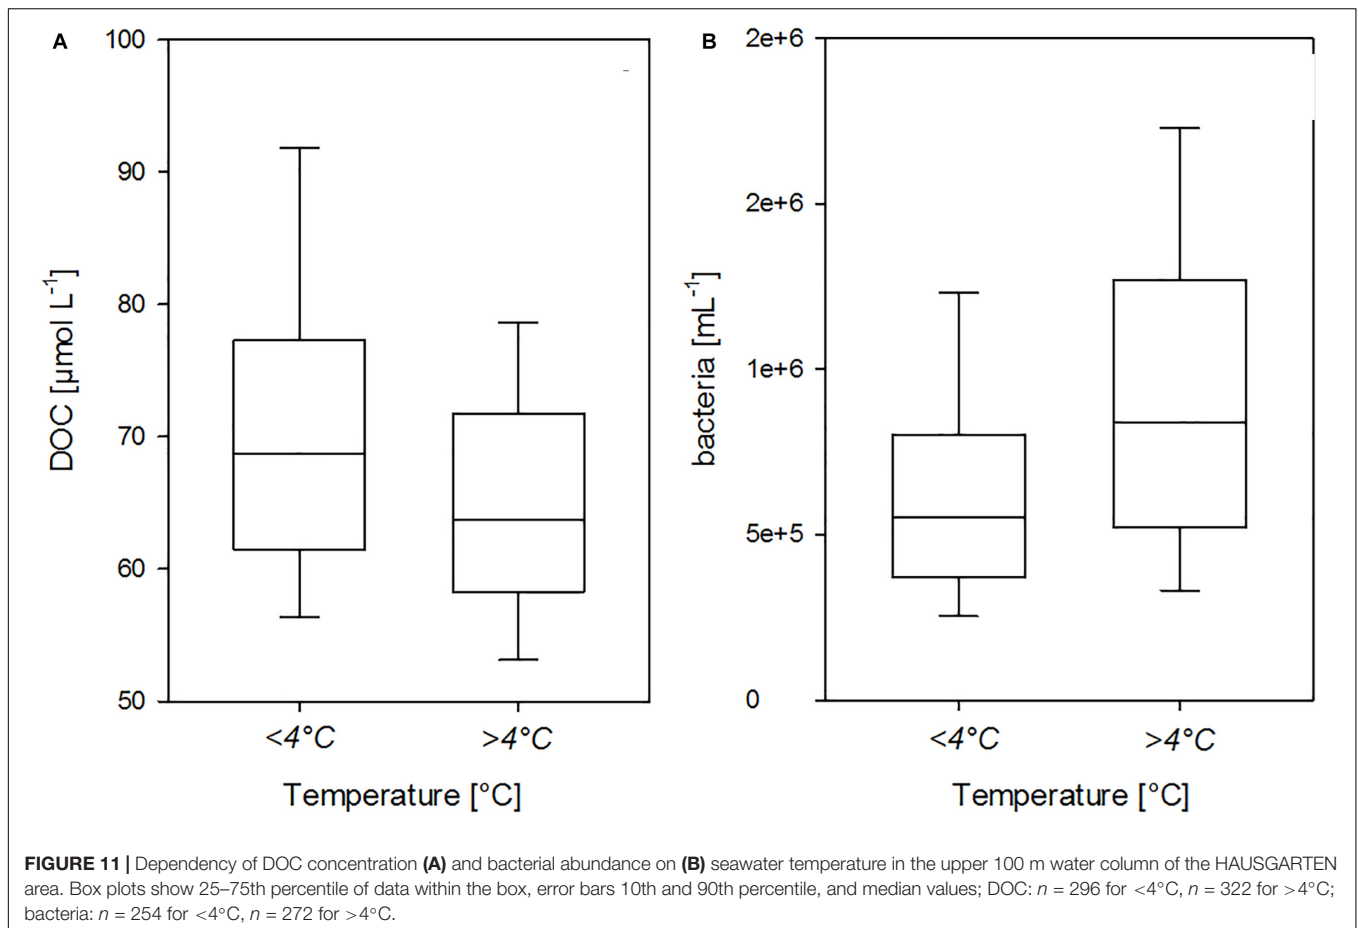 A
100
90
80
70
60
50
DOC [µmol L-1]
<4°C
>4°C
Temperature [°C]
B
2e+6
2e+6
1e+6
5e+5
0
bacteria [mL-1]
<4°C
>4°C
Temperature [°C]
FIGURE 11 | Dependency of DOC concentration (A) and bacterial abundance on (B) seawater temperature in the upper 100 m water column of the HAUSGARTEN
area. Box plots show 25–75th percentile of data within the box, error bars 10th and 90th percentile, and median values; DOC: n = 296 for <4°C, n = 322 for >4°C;
bacteria: n = 254 for <4°C, n = 272 for >4°C.